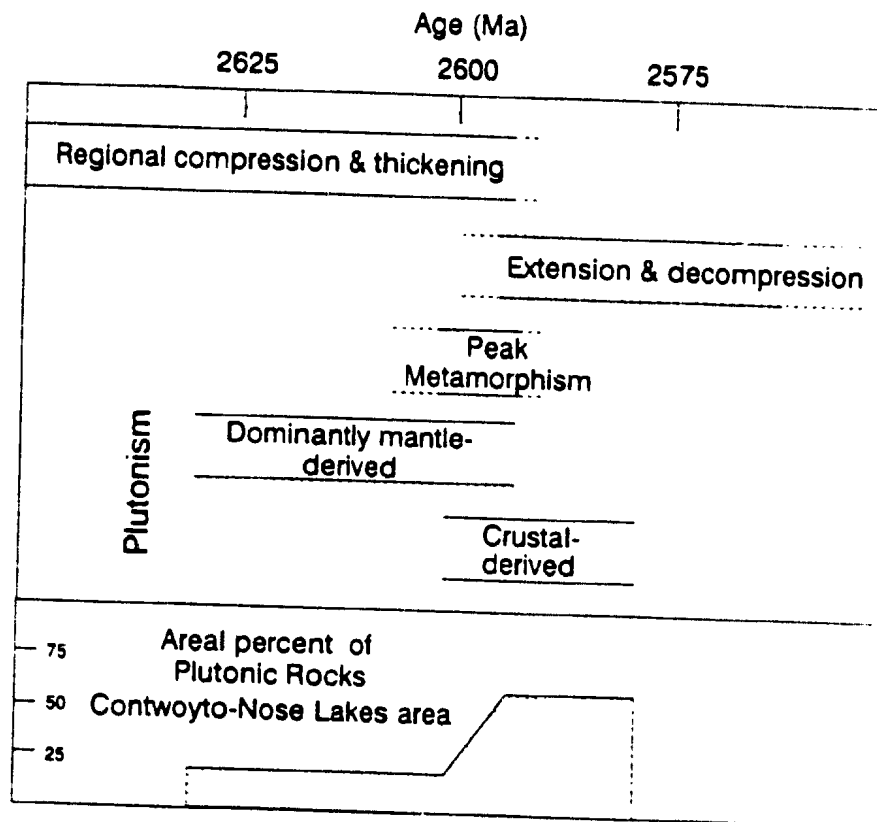 Age (Ma)
2625 2600 2575
Regional compression & thickening
Extension & decompression
Peak
Metamorphism
Plutonism
Dominantly mantle-
derived
Crustal-
derived
Areal percent of
Plutonic Rocks
Contwoyto-Nose Lakes area
75
50
25